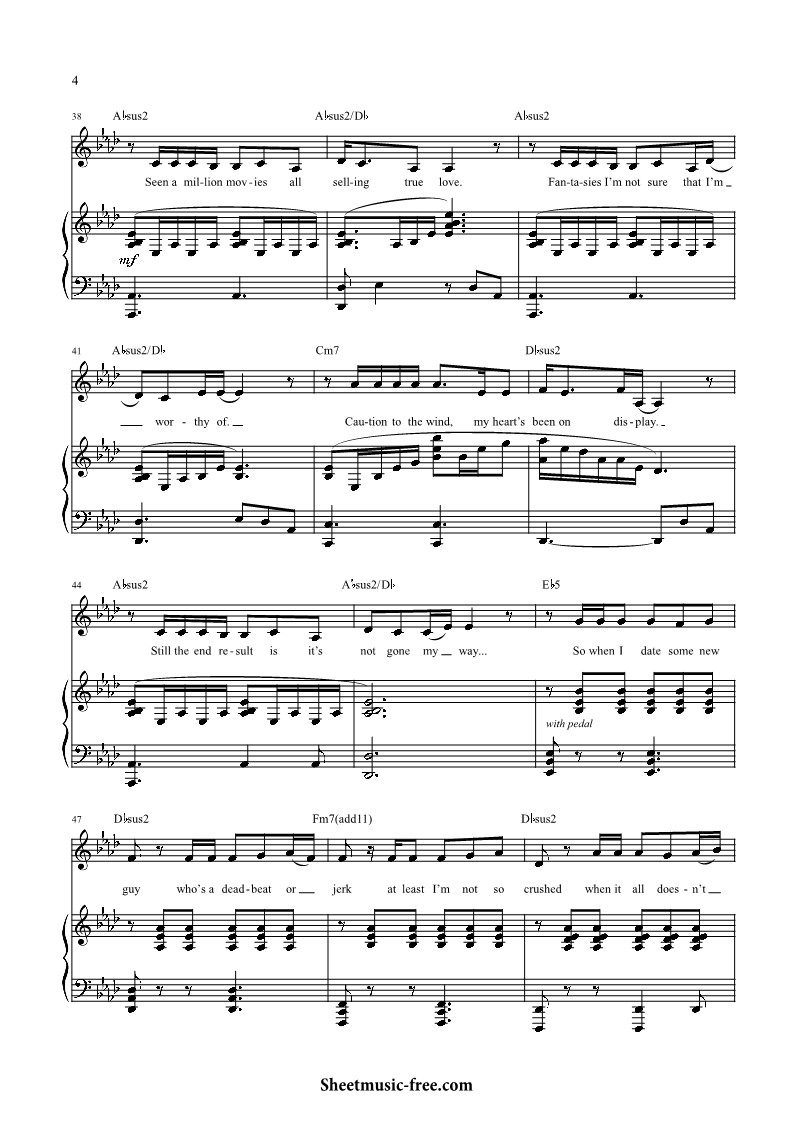 4
38 A♭sus2 A♭sus2/D♭ A♭sus2
Seen a mil-lion mov-ies all sell-ing true love. Fan-ta-sies I'm not sure that I'm_
mf
41 A♭sus2/D♭ Cm7 D♭sus2
__ wor - thy of. _ Cau-tion to the wind, my heart's been on dis-play. _
44 A♭sus2 A♭sus2/D♭ E♭5
Still the end re-sult is it's not gone my _ way... So when I date some new
with pedal
47 D♭sus2 Fm7(add11) D♭sus2
guy who's a dead-beat or __ jerk at least I'm not so crushed when it all does - n't __
Sheetmusic-free.com